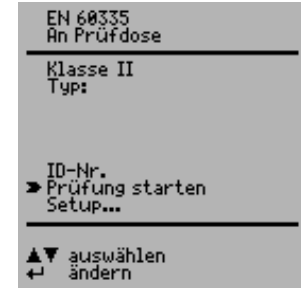 EN 60335
An Prüfdose
Klasse II
Typ:
ID-Nr.
Prüfung starten
Setup...
▲▼ auswählen
↵ ändern